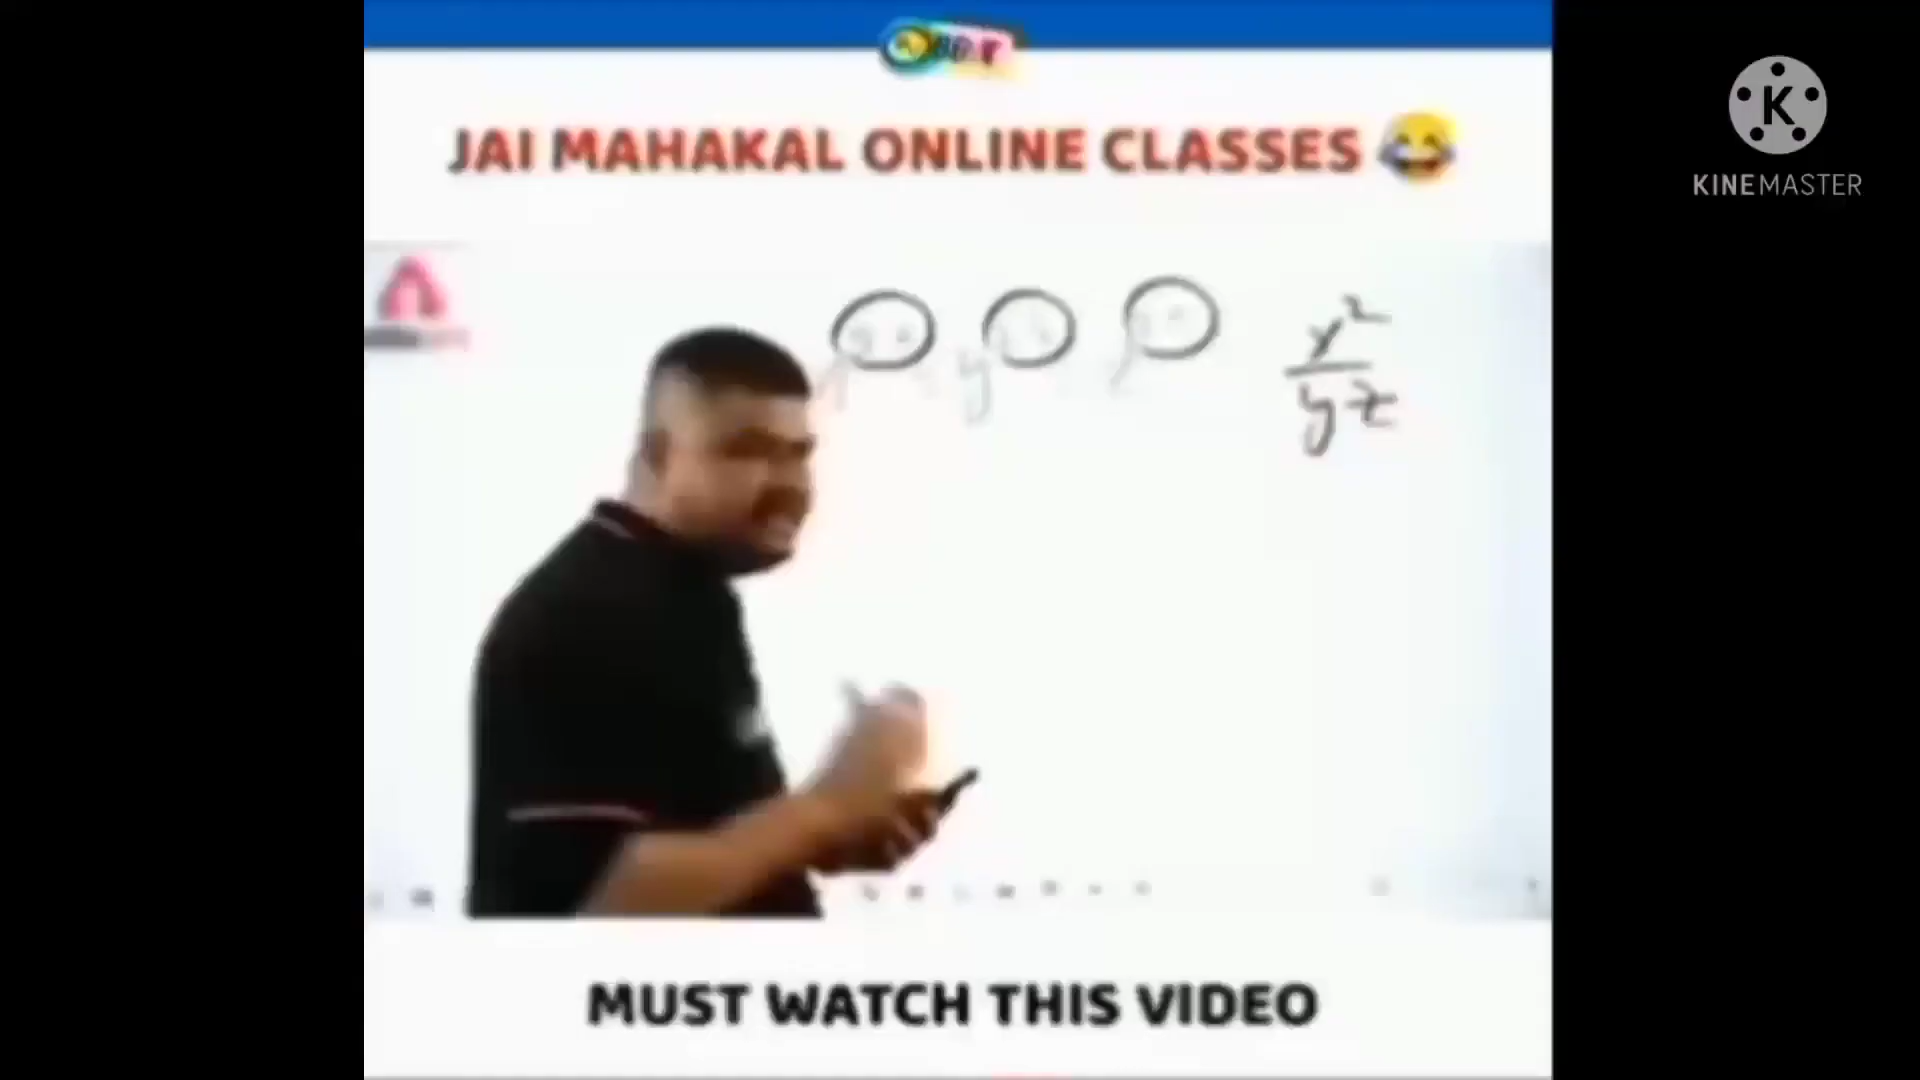 JAI MAHAKAL ONLINE CLASSES 😂
K
KINEMASTER
x²
yz
y
MUST WATCH THIS VIDEO